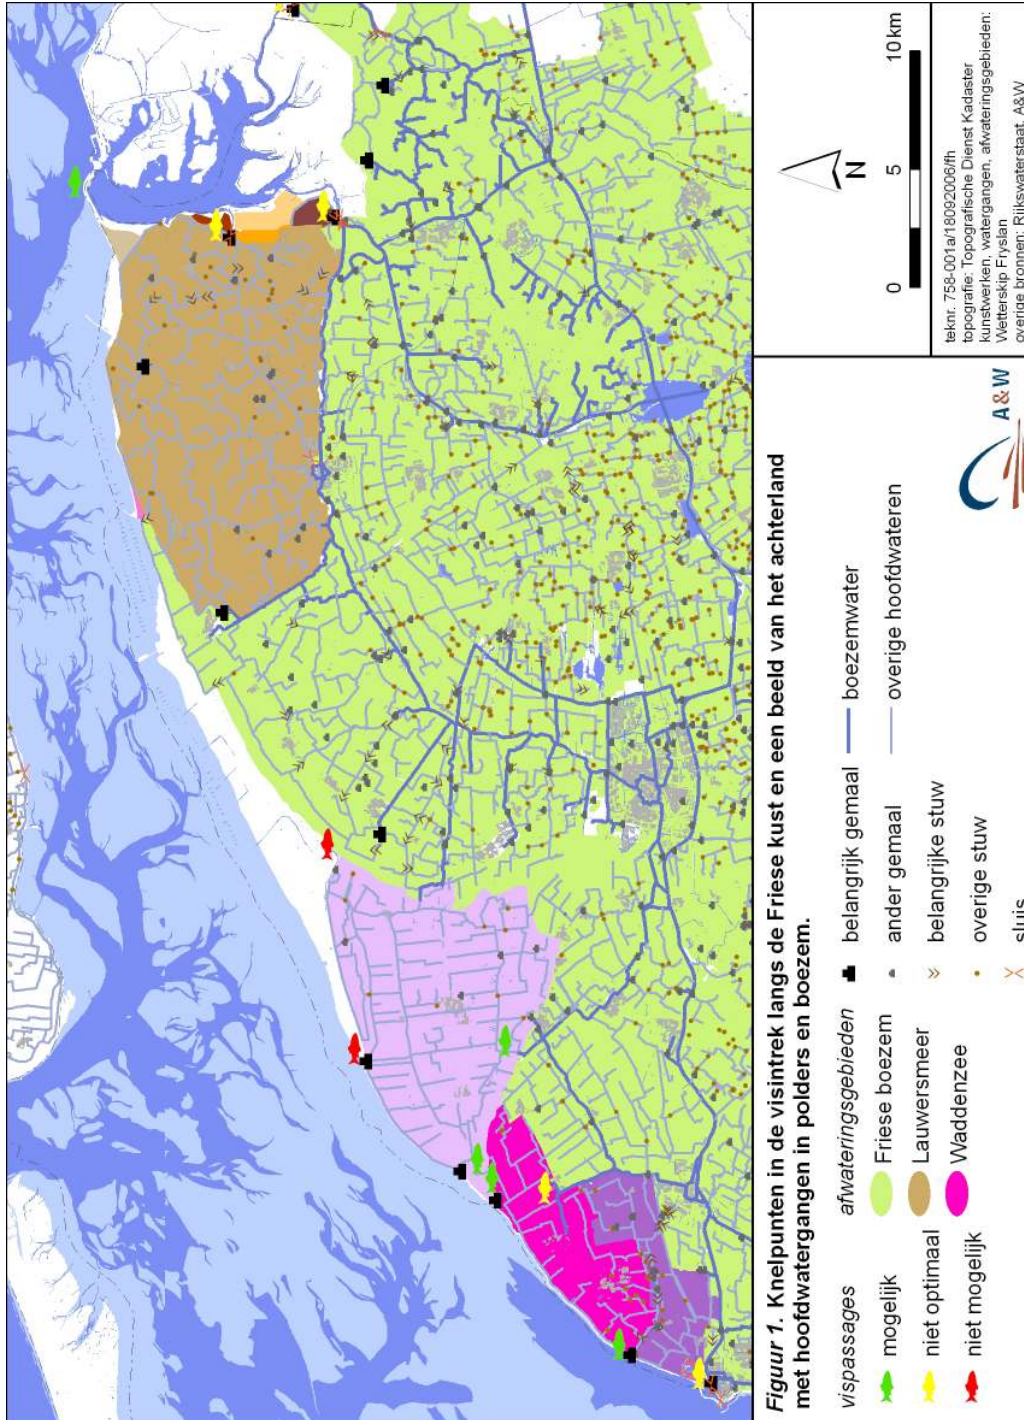 Figuur 1. Knelpunten in de visintrek langs de Friese kust en een beeld van het achterland
met hoofdwatergangen in polders en boezem.
vispassages
mogelijk
niet optimaal
niet mogelijk
afwateringsgebieden
Friese boezem
Lauwersmeer
Waddenzee
belangrijk gemaal
ander gemaal
belangrijke stuw
overige stuw
sluis
boezemwater
overige hoofdwateren
A&W
0 5 10 km
N
teknr. 758-001a/18092006/fh
topografie: Topografische Dienst Kadaster
kunstwerken, watergangen, afwateringsgebieden:
Wetterskip Fryslan
overige bronnen: Rijkswaterstaat, A&W